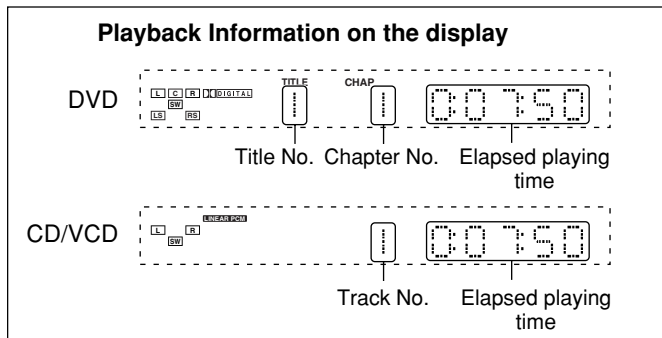 Playback Information on the display
TITLE CHAP
DVD L C R DIGITAL 1 1 0:07:50
SW
LS RS
Title No. Chapter No. Elapsed playing
time
LINEAR PCM
CD/VCD L R 1 0:07:50
SW
Track No. Elapsed playing
time